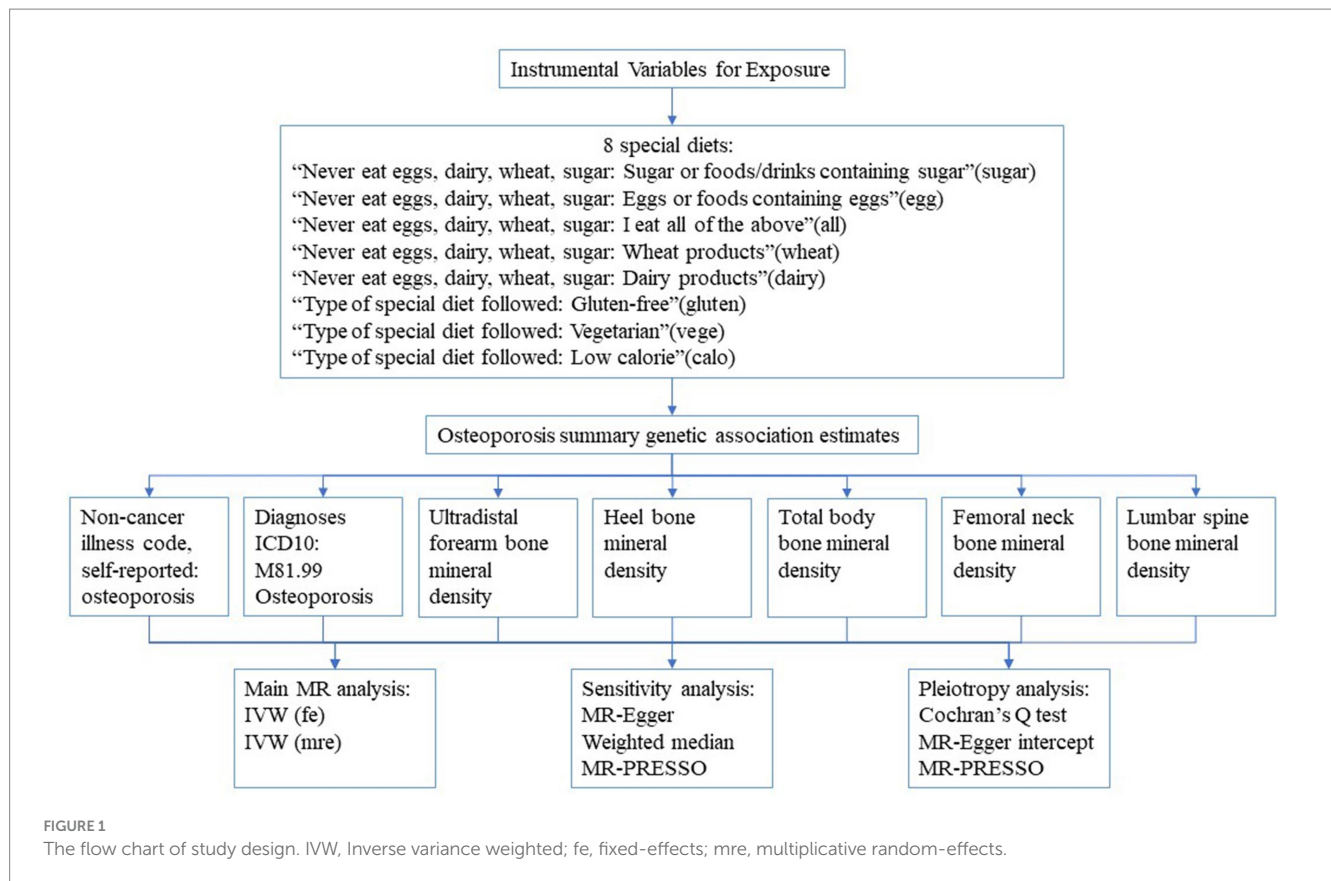 Instrumental Variables for Exposure
8 special diets:
“Never eat eggs, dairy, wheat, sugar: Sugar or foods/drinks containing sugar”(sugar)
“Never eat eggs, dairy, wheat, sugar: Eggs or foods containing eggs”(egg)
“Never eat eggs, dairy, wheat, sugar: I eat all of the above”(all)
“Never eat eggs, dairy, wheat, sugar: Wheat products”(wheat)
“Never eat eggs, dairy, wheat, sugar: Dairy products”(dairy)
“Type of special diet followed: Gluten-free”(gluten)
“Type of special diet followed: Vegetarian”(vege)
“Type of special diet followed: Low calorie”(calo)
Osteoporosis summary genetic association estimates
Non-cancer
illness code,
self-reported:
osteoporosis
Diagnoses
ICD10:
M81.99
Osteoporosis
Ultradistal
forearm bone
mineral
density
Heel bone
mineral
density
Total body
bone mineral
density
Femoral neck
bone mineral
density
Lumbar spine
bone mineral
density
Main MR analysis:
IVW (fe)
IVW (mre)
Sensitivity analysis:
MR-Egger
Weighted median
MR-PRESSO
Pleiotropy analysis:
Cochran’s Q test
MR-Egger intercept
MR-PRESSO
FIGURE 1
The flow chart of study design. IVW, Inverse variance weighted; fe, fixed-effects; mre, multiplicative random-effects.